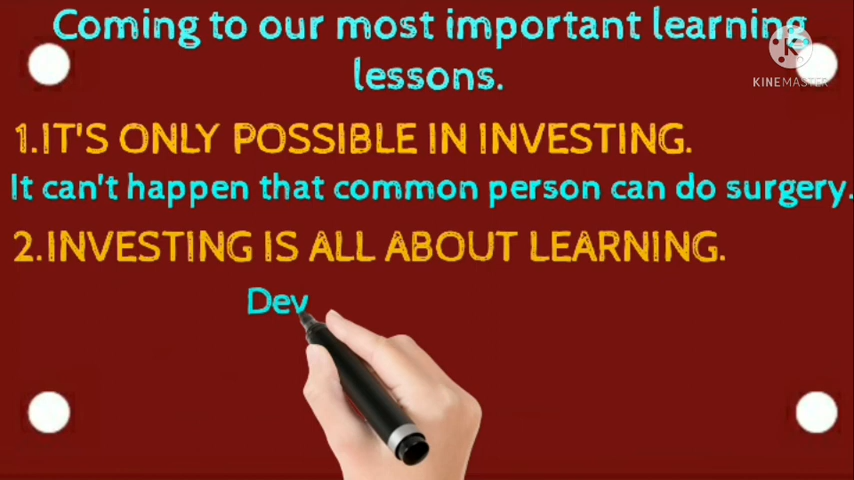 Coming to our most important learning
lessons.
KINEMASTER
1.IT'S ONLY POSSIBLE IN INVESTING.
It can't happen that common person can do surgery.
2.INVESTING IS ALL ABOUT LEARNING.
Dev